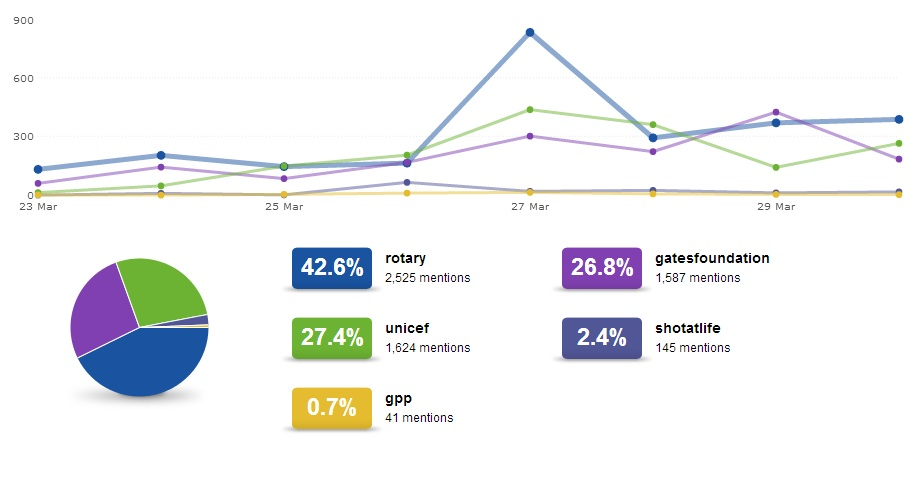 900
600
300
0
23 Mar 25 Mar 27 Mar 29 Mar
42.6% rotary 26.8% gatesfoundation
2,525 mentions 1,587 mentions
27.4% unicef 2.4% shotatlife
1,624 mentions 145 mentions
0.7% gpp
41 mentions